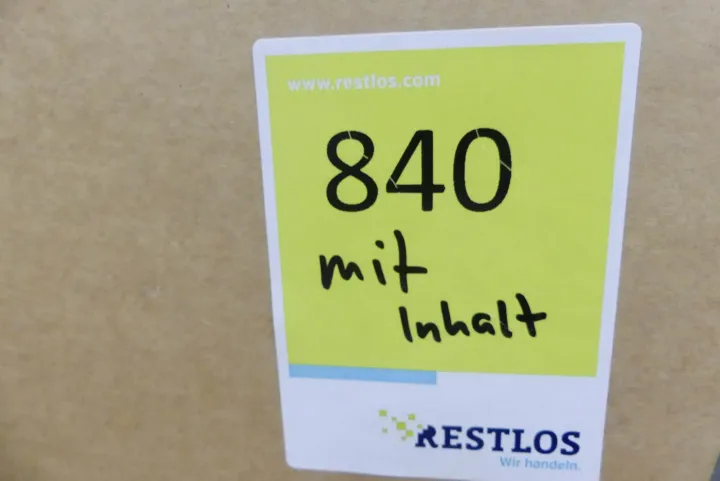 www.restlos.com
840
mit
Inhalt
RESTLOS
Wir handeln.